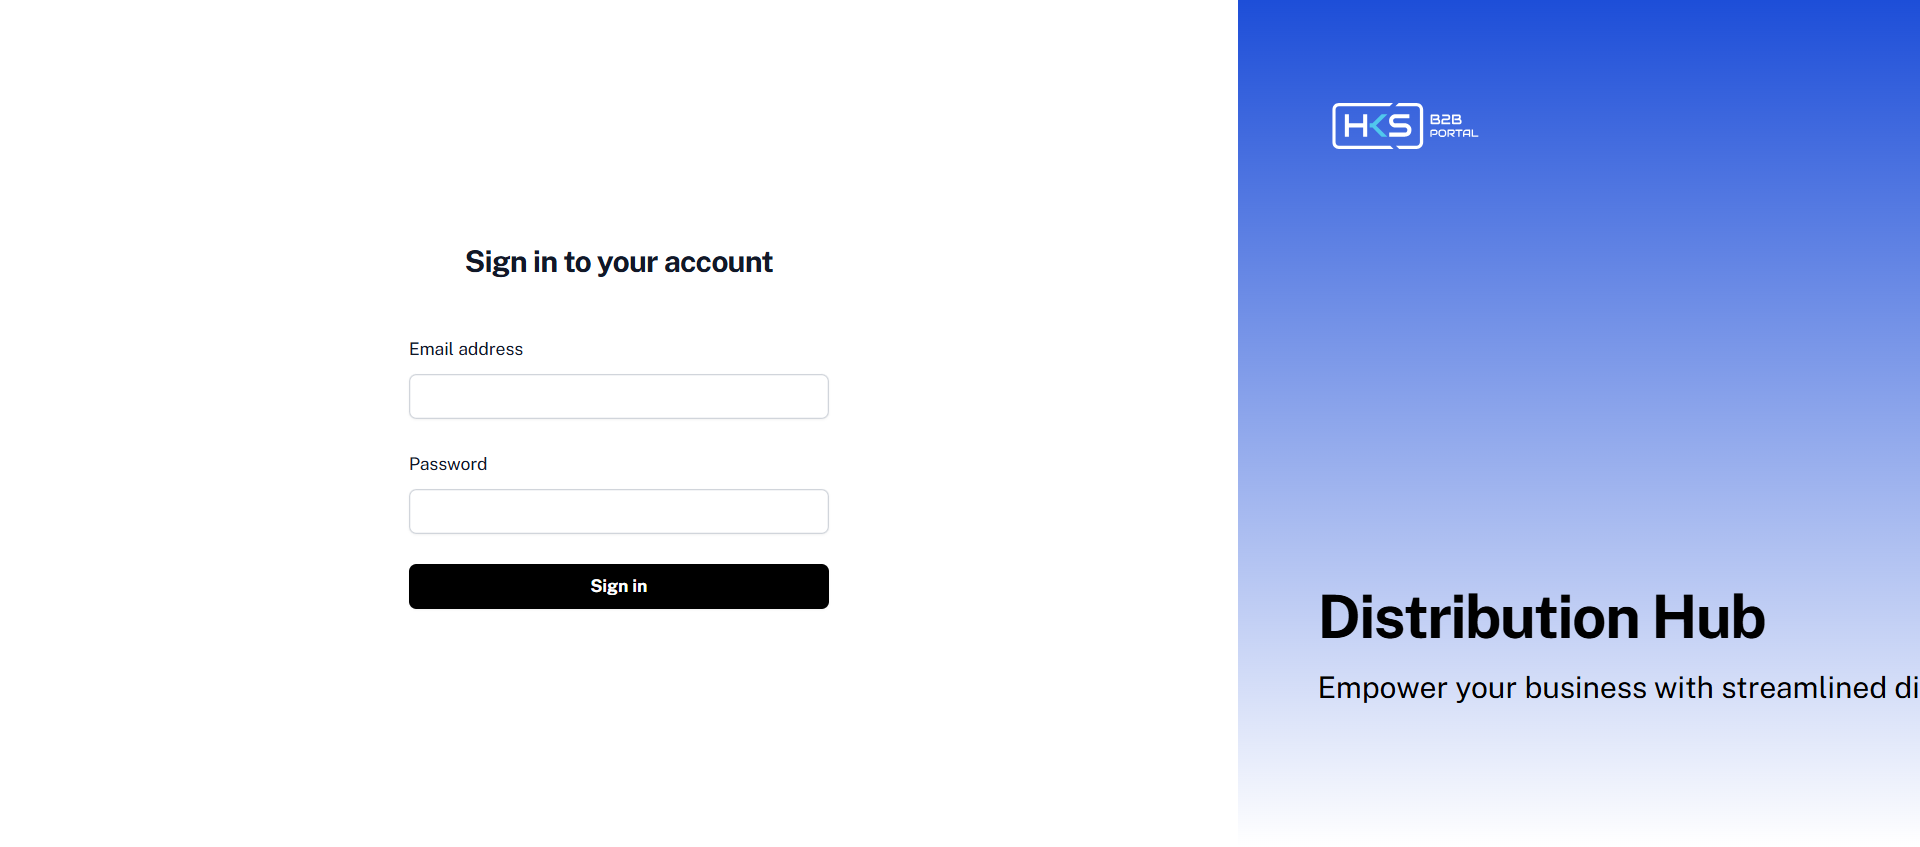 Sign in to your account
Email address
Password
Sign in
HKS B2B
PORTAL
Distribution Hub
Empower your business with streamlined di